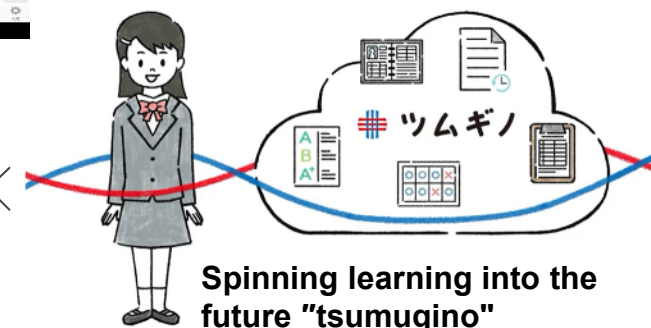 ツムギノ
A
B
A+
Spinning learning into the
future "tsumugino"